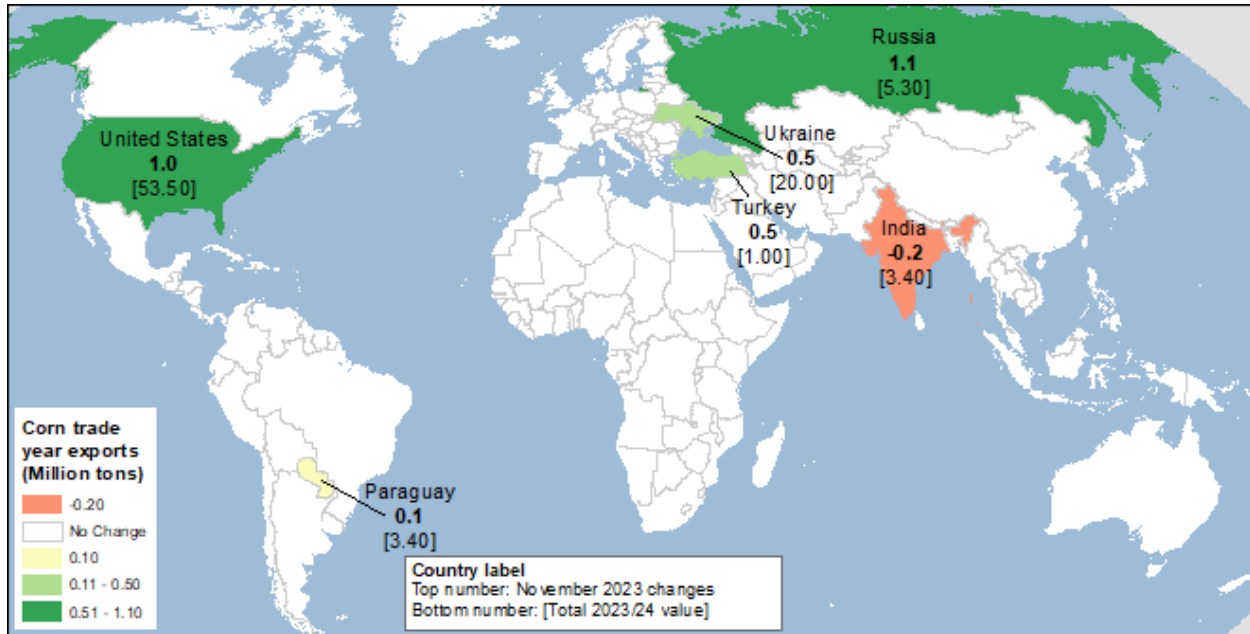 Russia
1.1
[5.30]
United States
1.0
[53.50]
Ukraine
0.5
[20.00]
Turkey
0.5
[1.00]
India
-0.2
[3.40]
Paraguay
0.1
[3.40]
Corn trade
year exports
(Million tons)
-0.20
No Change
0.10
0.11 - 0.50
0.51 - 1.10
Country label
Top number: November 2023 changes
Bottom number: [Total 2023/24 value]